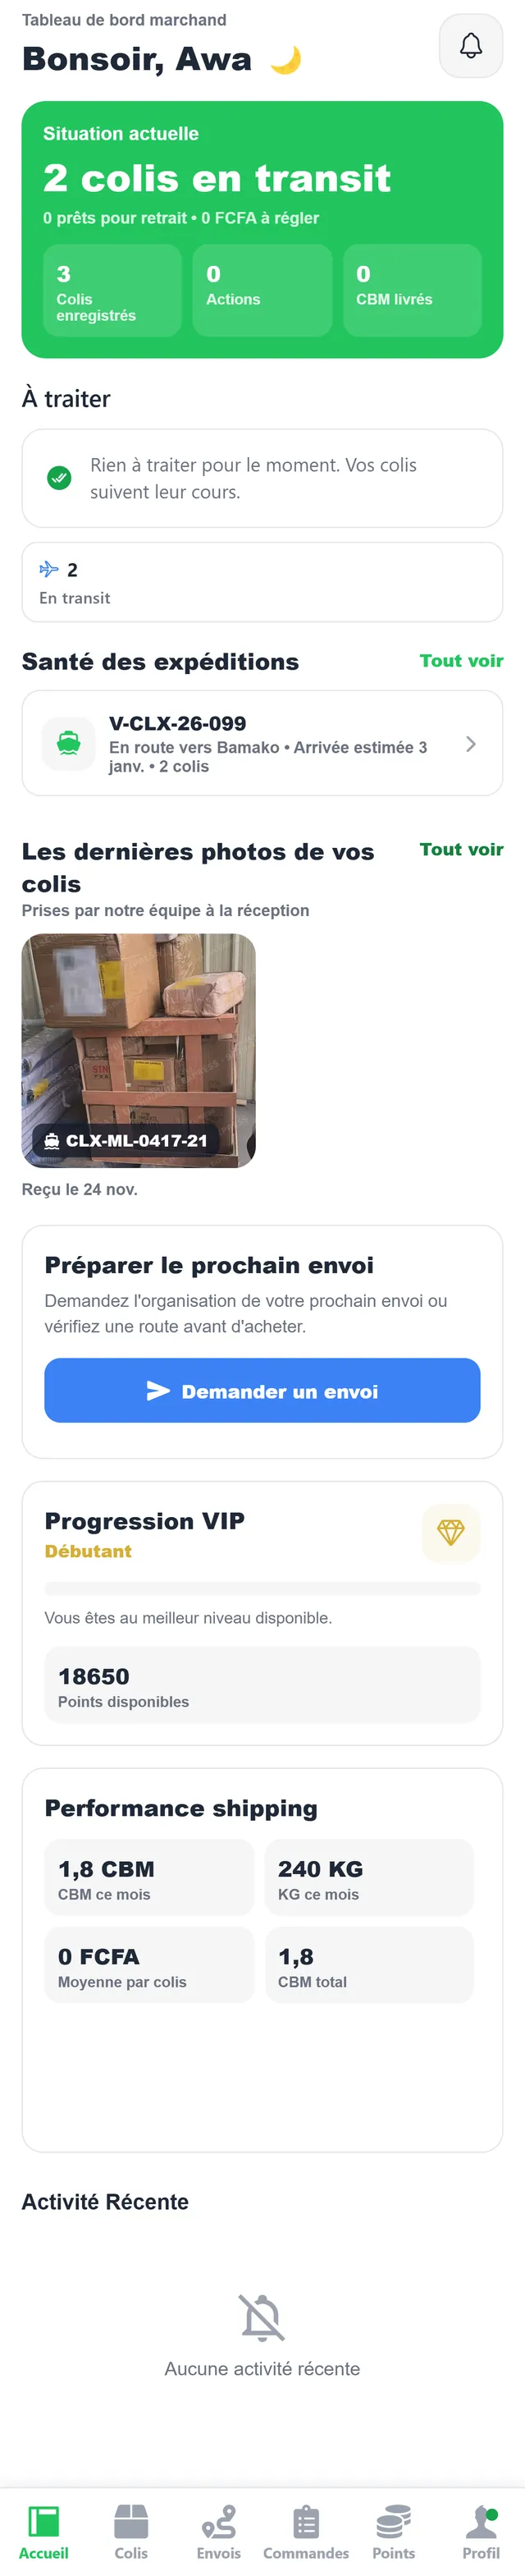 Tableau de bord marchand
Bonsoir, Awa 🌙
Situation actuelle
2 colis en transit
0 prêts pour retrait • 0 FCFA à régler
3
Colis
enregistrés
0
Actions
0
CBM livrés
À traiter
Rien à traiter pour le moment. Vos colis
suivent leur cours.
2
En transit
Santé des expéditions
Tout voir
V-CLX-26-099
En route vers Bamako • Arrivée estimée 3
janv. • 2 colis
Les dernières photos de vos
colis
Tout voir
Prises par notre équipe à la réception
CLX-ML-0417-21
Reçu le 24 nov.
Préparer le prochain envoi
Demandez l'organisation de votre prochain envoi ou
vérifiez une route avant d'acheter.
Demander un envoi
Progression VIP
Débutant
Vous êtes au meilleur niveau disponible.
18650
Points disponibles
Performance shipping
1,8 CBM
CBM ce mois
240 KG
KG ce mois
0 FCFA
Moyenne par colis
1,8
CBM total
Activité Récente
Aucune activité récente
Accueil
Colis
Envois
Commandes
Points
Profil